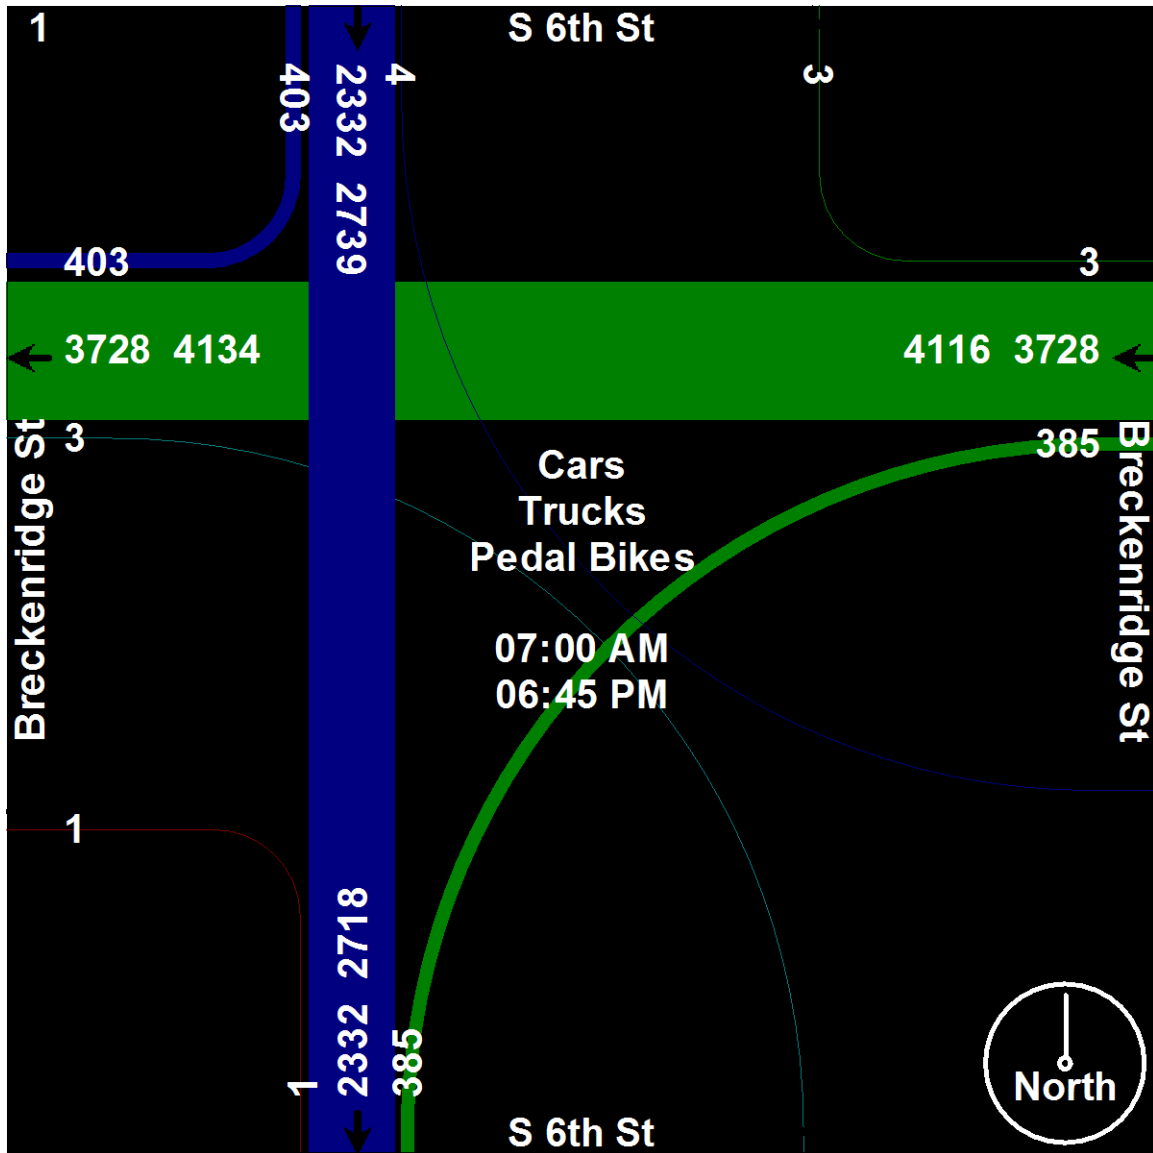 1
S 6th St
403
2332 2739
4
3
403
3
3728 4134
4116 3728
3
385
Breckenridge St
Breckenridge St
Cars
Trucks
Pedal Bikes
07:00 AM
06:45 PM
1
1
2332 2718
385
S 6th St
North